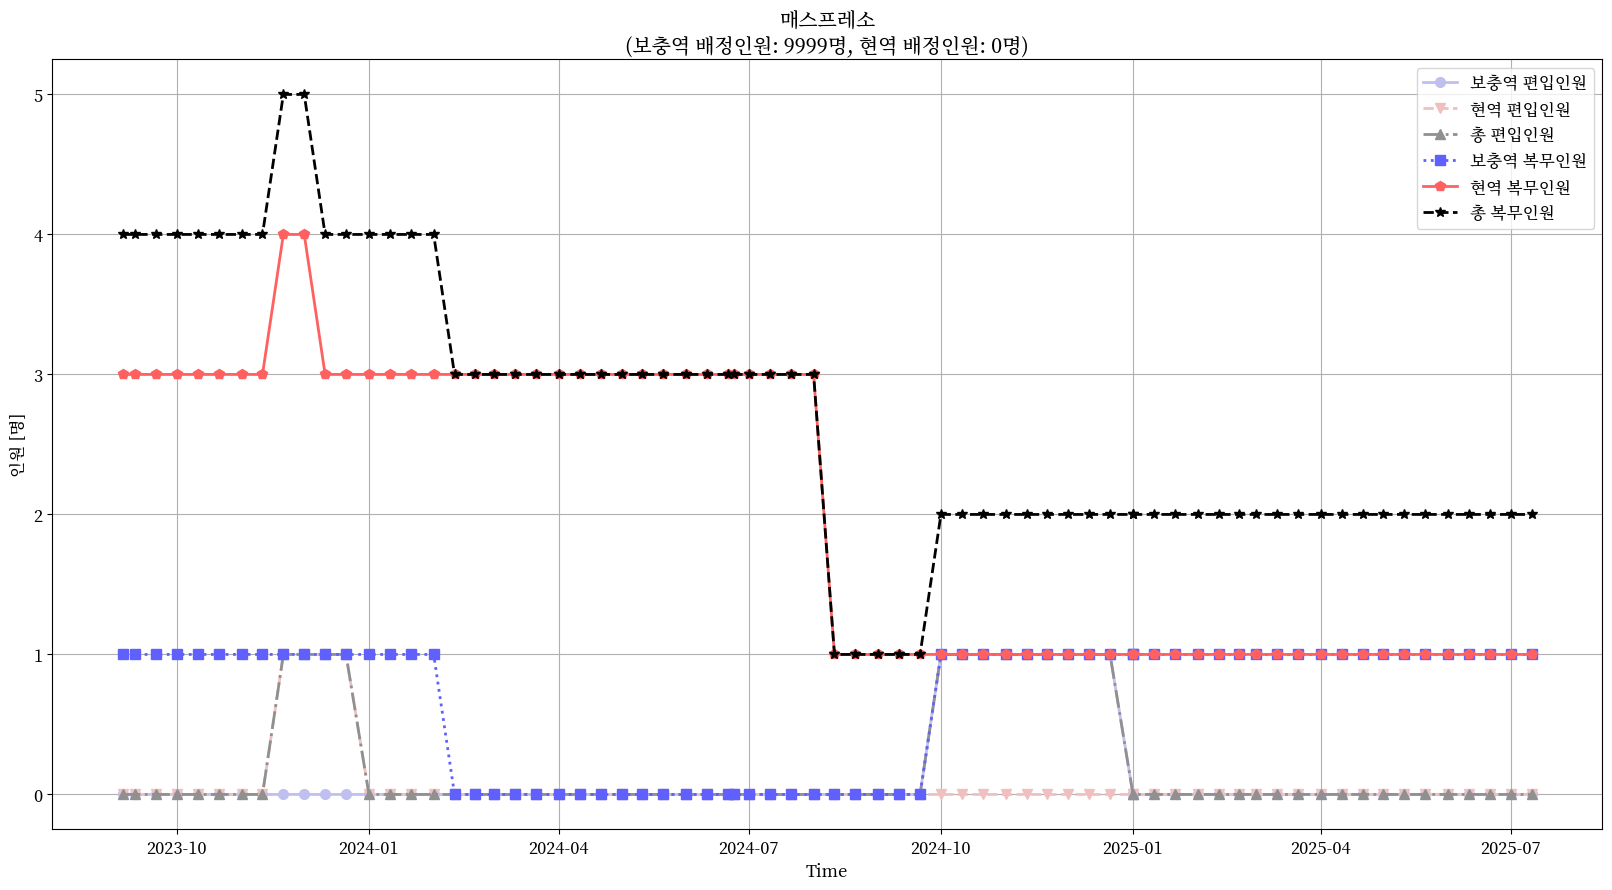 매스프레소
(보충역 배정인원: 9999명, 현역 배정인원: 0명)
보충역 편입인원
현역 편입인원
총 편입인원
보충역 복무인원
현역 복무인원
총 복무인원
인원 [명]
5
4
3
2
1
0
2023-10
2024-01
2024-04
2024-07
2024-10
2025-01
2025-04
2025-07
Time